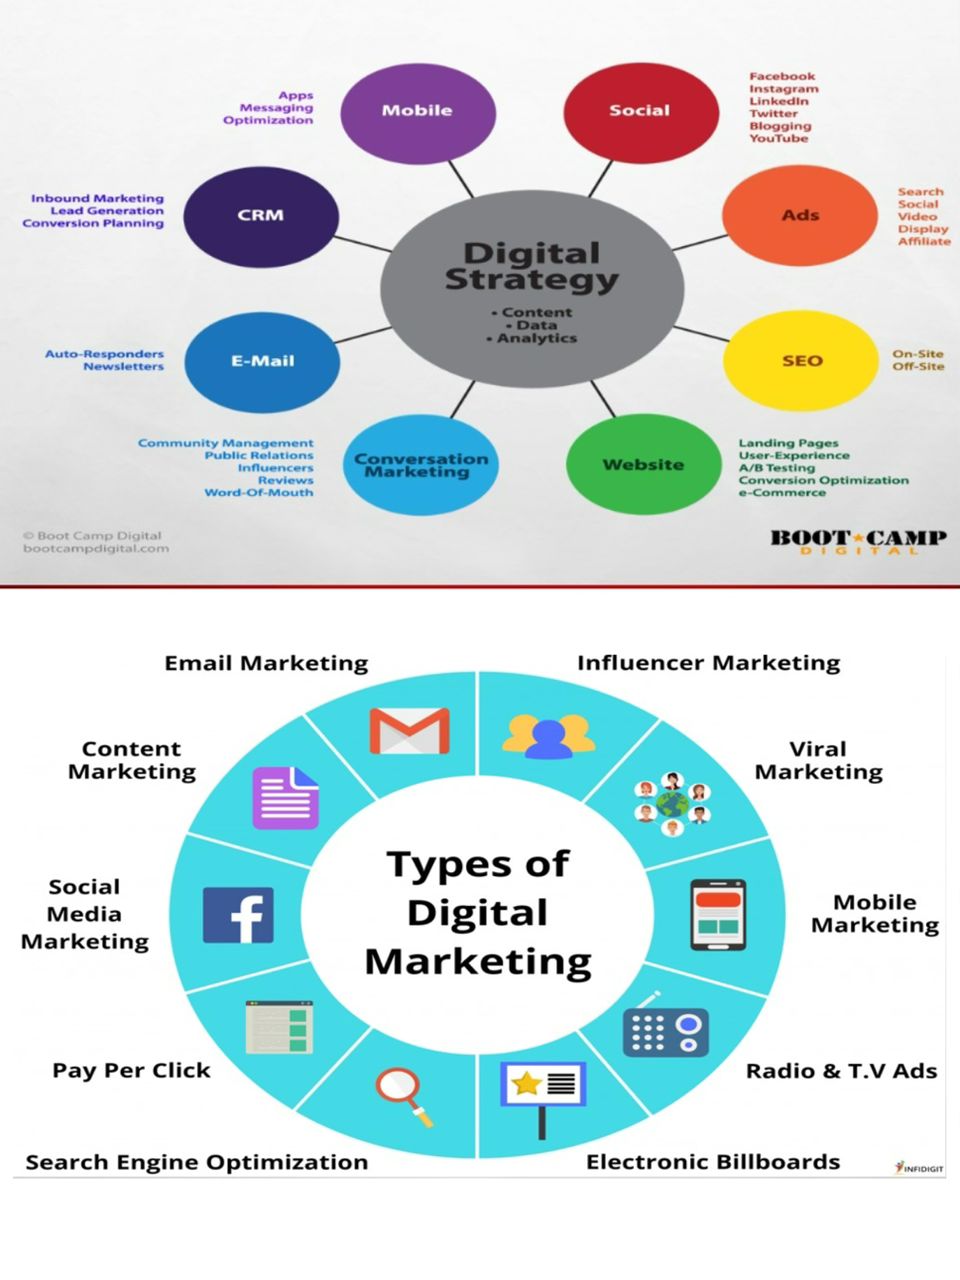 Mobile
Apps
Messaging
Optimization
Social
Facebook
Instagram
LinkedIn
Twitter
Blogging
YouTube
CRM
Inbound Marketing
Lead Generation
Conversion Planning
Digital
Strategy
• Content
• Data
• Analytics
Ads
Search
Social
Video
Display
Affiliate
E-Mail
Auto-Responders
Newsletters
SEO
On-Site
Off-Site
Conversation
Marketing
Community Management
Public Relations
Influencers
Reviews
Word-Of-Mouth
Website
Landing Pages
User-Experience
A/B Testing
Conversion Optimization
e-Commerce
© Boot Camp Digital
bootcampdigital.com
BOOT CAMP
DIGITAL
Email Marketing
Influencer Marketing
Content
Marketing
Viral
Marketing
Types of
Digital
Marketing
Social
Media
Marketing
Mobile
Marketing
Pay Per Click
Radio & T.V Ads
Search Engine Optimization
Electronic Billboards
INFIDIGIT